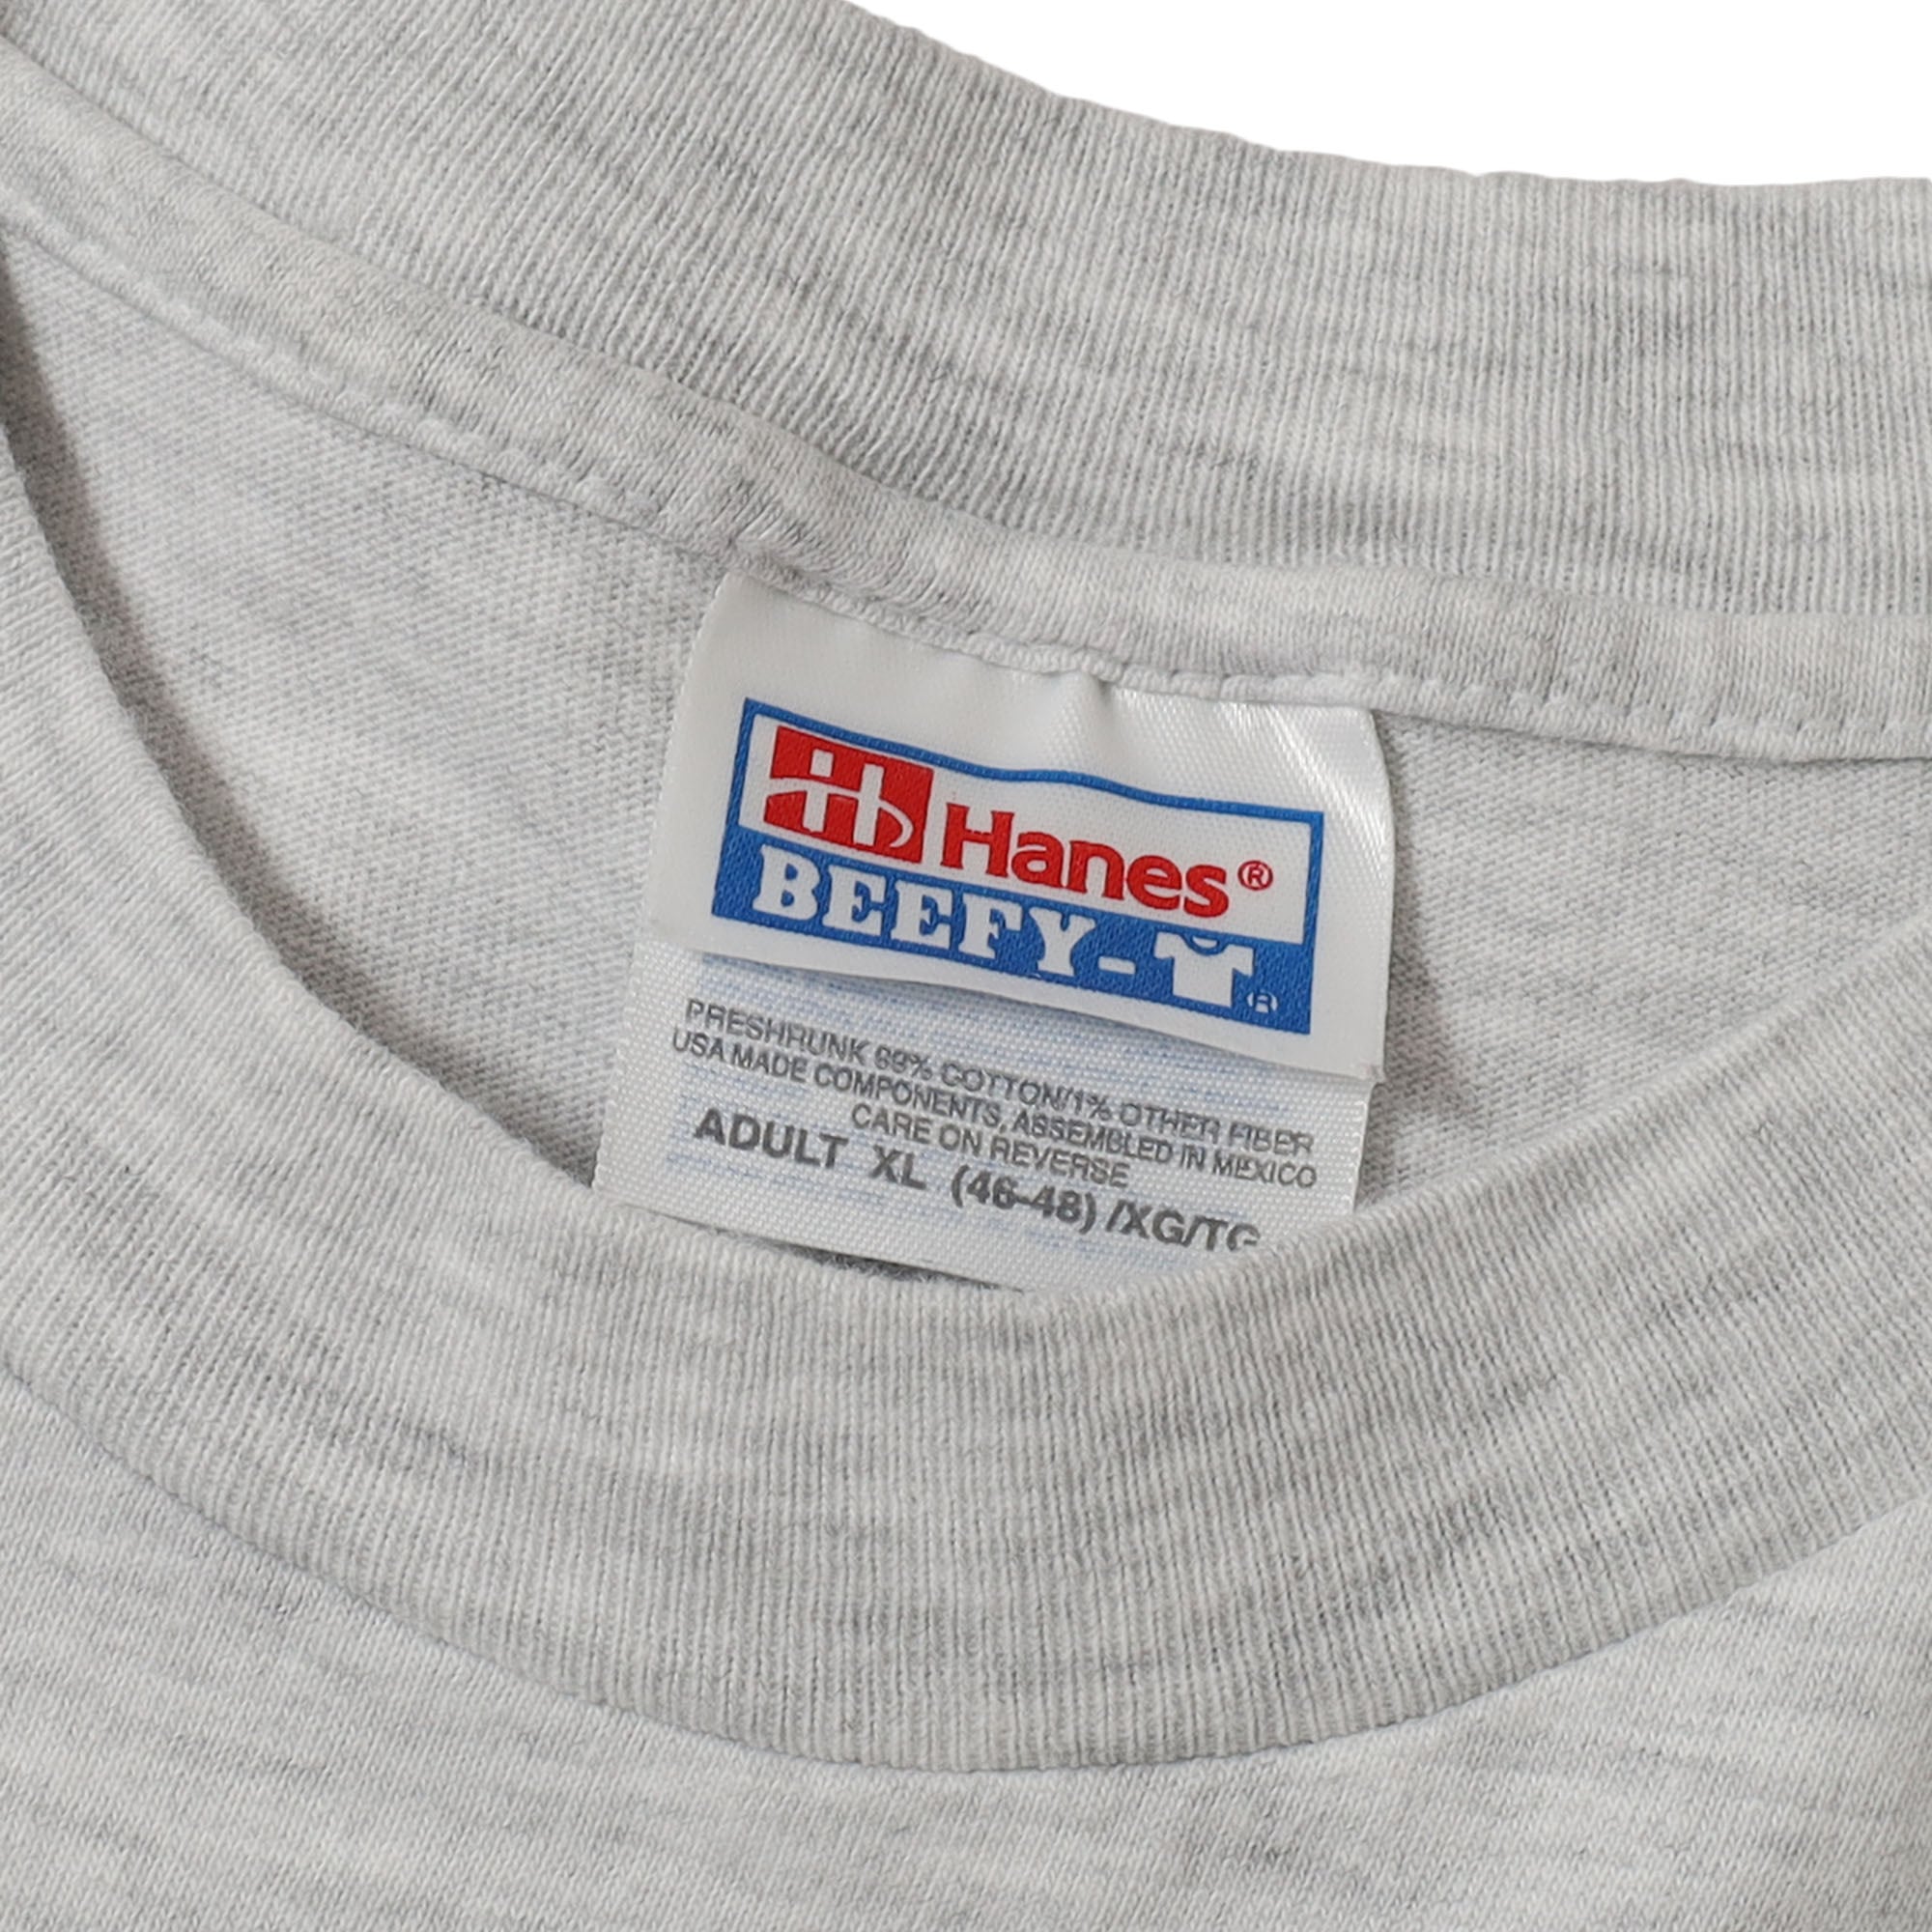 Hanes®
BEEFY-T®
PRESHRUNK 99% COTTON/1% OTHER FIBER
USA MADE COMPONENTS, ASSEMBLED IN MEXICO
CARE ON REVERSE
ADULT XL (46-48) /XG/TG